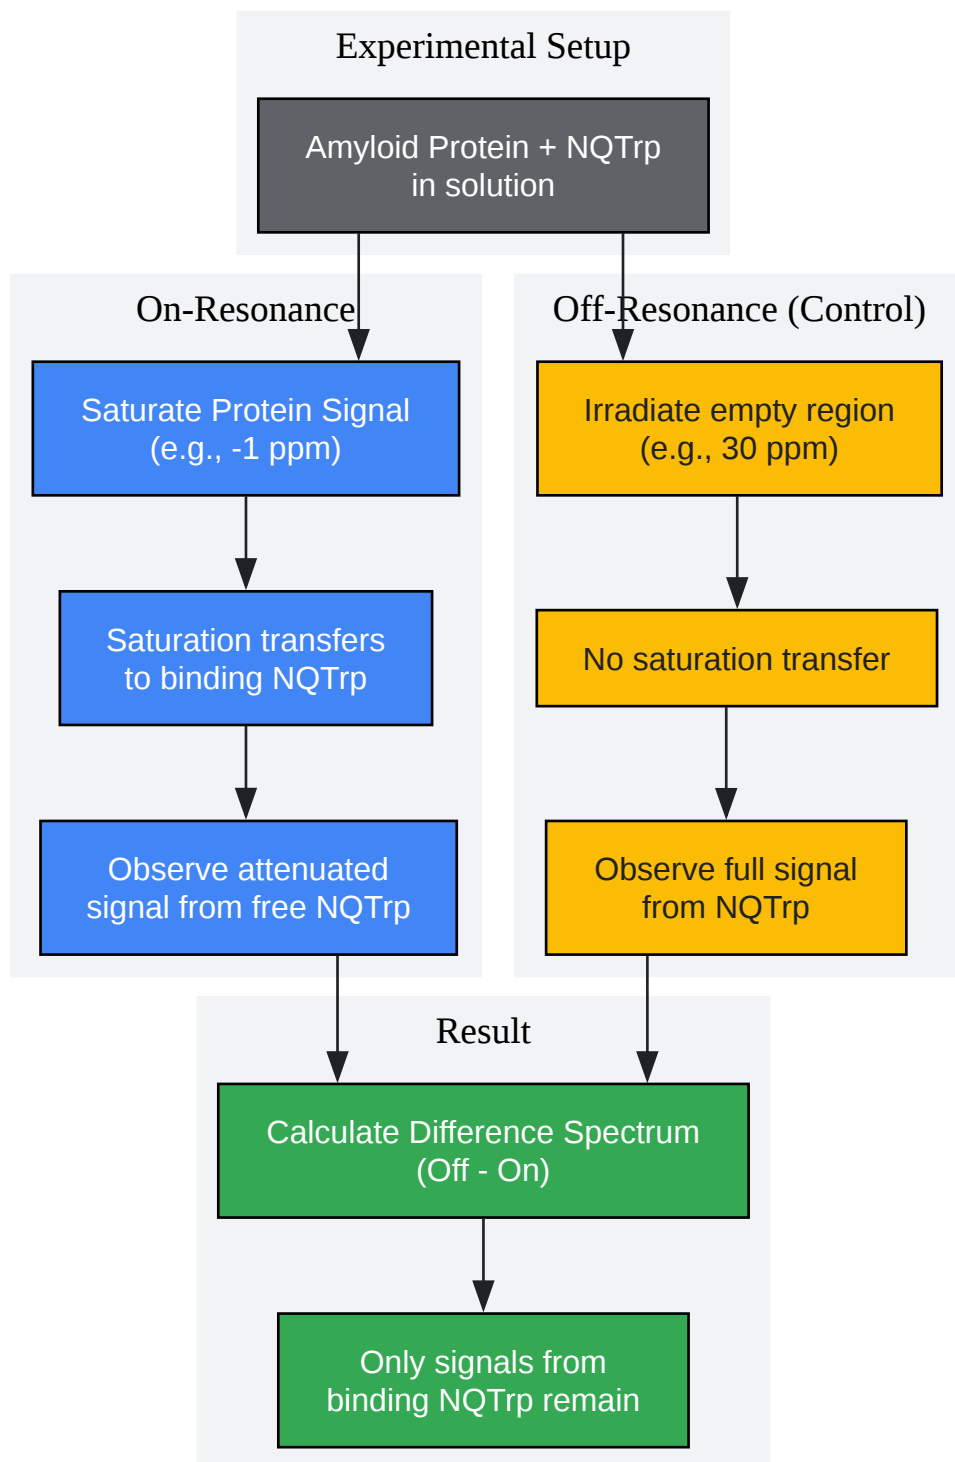 Experimental Setup
Amyloid Protein + NQTrp
in solution
On-Resonance
Saturate Protein Signal
(e.g., -1 ppm)
Saturation transfers
to binding NQTrp
Observe attenuated
signal from free NQTrp
Off-Resonance (Control)
Irradiate empty region
(e.g., 30 ppm)
No saturation transfer
Observe full signal
from NQTrp
Result
Calculate Difference Spectrum
(Off - On)
Only signals from
binding NQTrp remain